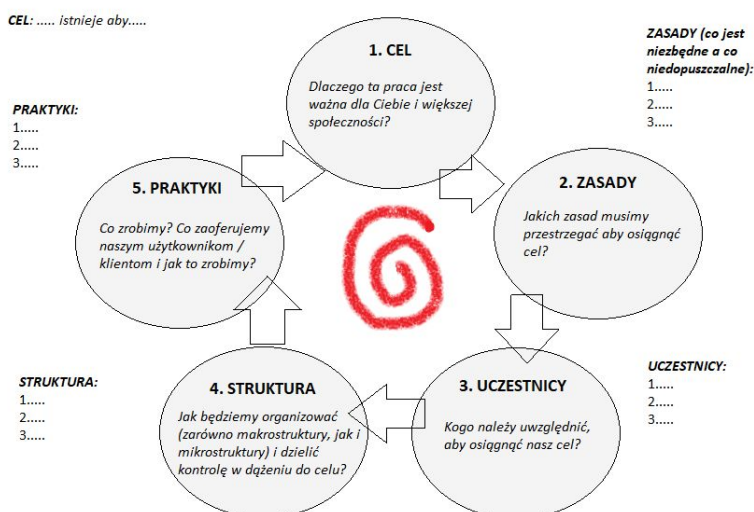 CEL: ..... istnieje aby.....
1. CEL
Dlaczego ta praca jest
ważna dla Ciebie i większej
społeczności?
ZASADY (co jest
niezbędne a co
niedopuszczalne):
1.....
2.....
3.....
2. ZASADY
Jakich zasad musimy
przestrzegać aby osiągnąć
cel?
3. UCZESTNICY
Kogo należy uwzględnić,
aby osiągnąć nasz cel?
UCZESTNICY:
1.....
2.....
3.....
4. STRUKTURA
Jak będziemy organizować
(zarówno makrostruktury, jak i
mikrostruktury) i dzielić
kontrolę w dążeniu do celu?
STRUKTURA:
1.....
2.....
3.....
5. PRAKTYKI
Co zrobimy? Co zaoferujemy
naszym użytkownikom /
klientom i jak to zrobimy?
PRAKTYKI:
1.....
2.....
3.....